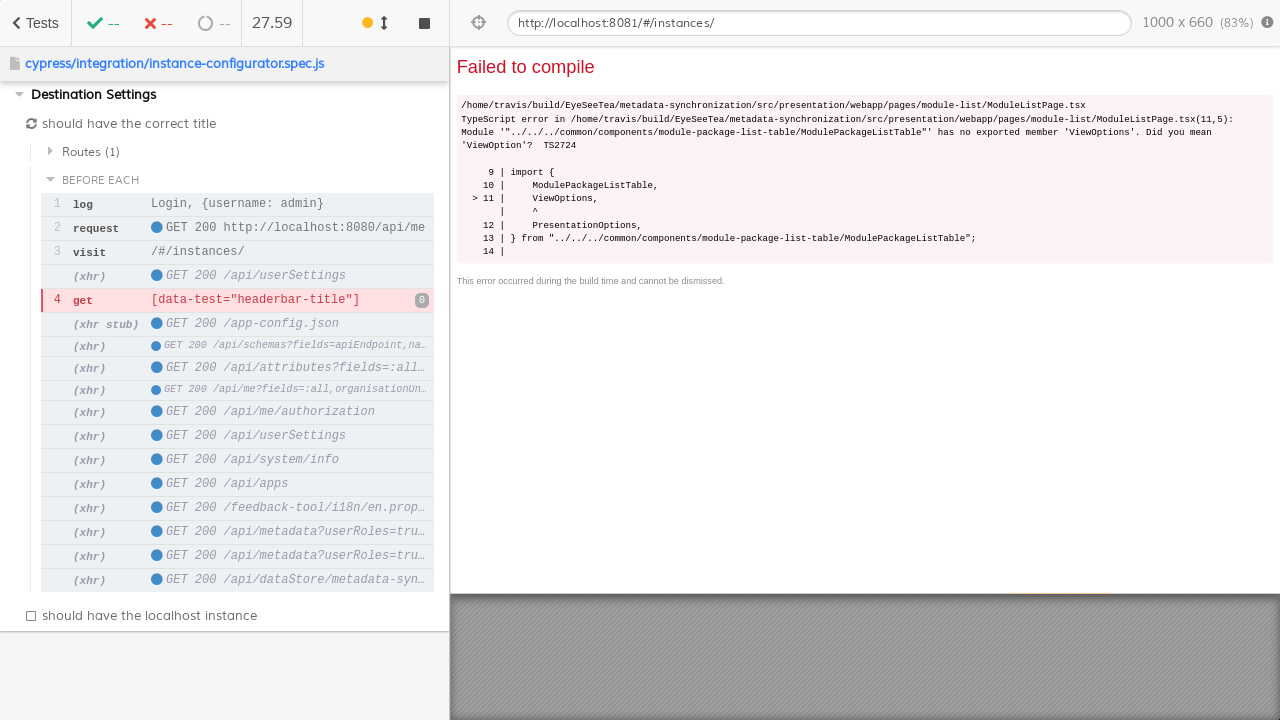 Tests
--
--
--
27.59
http://localhost:8081/#/instances/
1000 x 660 (83%)
cypress/integration/instance-configurator.spec.js
Destination Settings
should have the correct title
Routes (1)
BEFORE EACH
1 log Login, {username: admin}
2 request GET 200 http://localhost:8080/api/me
3 visit /#/instances/
(xhr) GET 200 /api/userSettings
4 get [data-test="headerbar-title"] 0
(xhr stub) GET 200 /app-config.json
(xhr) GET 200 /api/schemas?fields=apiEndpoint,na…
(xhr) GET 200 /api/attributes?fields=:all…
(xhr) GET 200 /api/me?fields=:all,organisationUn…
(xhr) GET 200 /api/me/authorization
(xhr) GET 200 /api/userSettings
(xhr) GET 200 /api/system/info
(xhr) GET 200 /api/apps
(xhr) GET 200 /feedback-tool/i18n/en.prop…
(xhr) GET 200 /api/metadata?userRoles=tru…
(xhr) GET 200 /api/metadata?userRoles=tru…
(xhr) GET 200 /api/dataStore/metadata-syn…
should have the localhost instance
Failed to compile
/home/travis/build/EyeSeeTea/metadata-synchronization/src/presentation/webapp/pages/module-list/ModuleListPage.tsx
TypeScript error in /home/travis/build/EyeSeeTea/metadata-synchronization/src/presentation/webapp/pages/module-list/ModuleListPage.tsx(11,5):
Module '"../../../common/components/module-package-list-table/ModulePackageListTable"' has no exported member 'ViewOptions'. Did you mean
'ViewOption'?  TS2724
9 | import {
10 |     ModulePackageListTable,
> 11 |     ViewOptions,
|     ^
12 |     PresentationOptions,
13 | } from "../../../common/components/module-package-list-table/ModulePackageListTable";
14 |
This error occurred during the build time and cannot be dismissed.